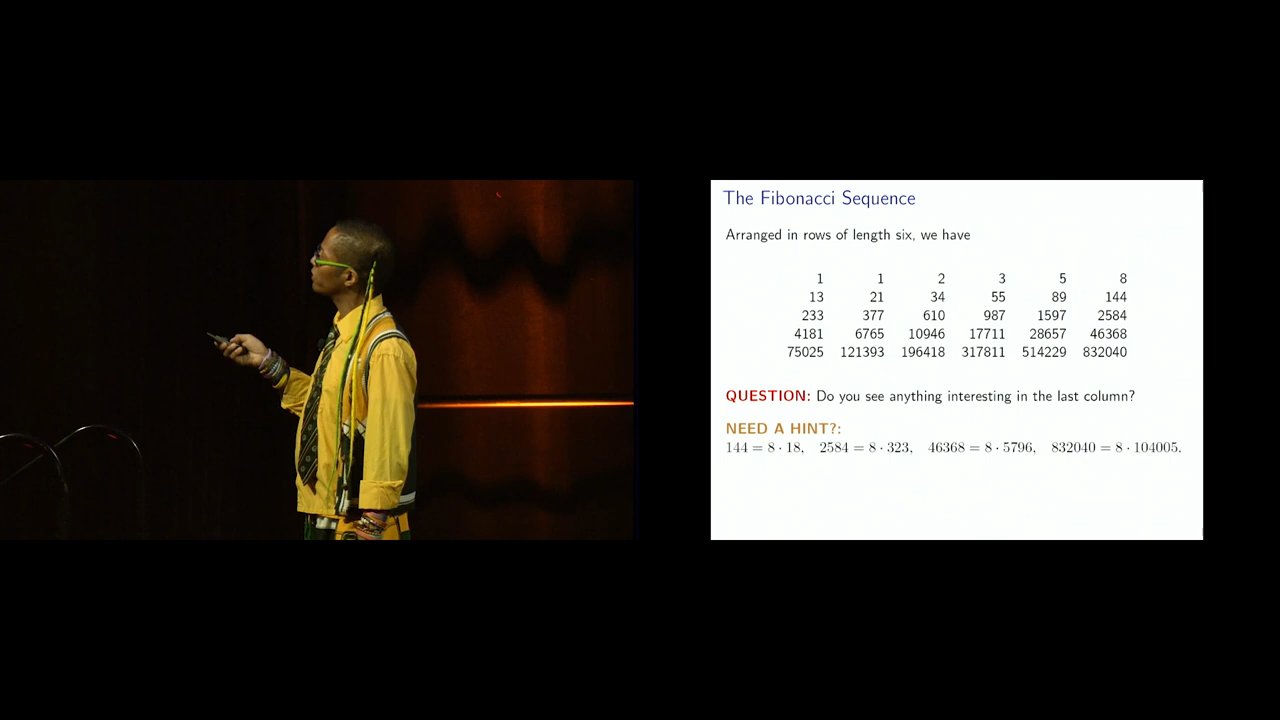 The Fibonacci Sequence
Arranged in rows of length six, we have
1 1 2 3 5 8
13 21 34 55 89 144
233 377 610 987 1597 2584
4181 6765 10946 17711 28657 46368
75025 121393 196418 317811 514229 832040
QUESTION: Do you see anything interesting in the last column?
NEED A HINT?:
144 = 8 · 18, 2584 = 8 · 323, 46368 = 8 · 5796, 832040 = 8 · 104005.